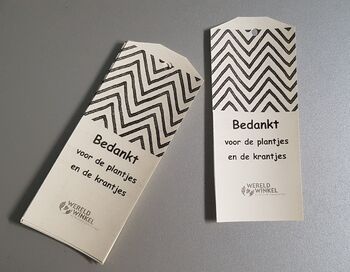 Bedankt
voor de plantjes
en de krantjes
WERELD
WINKEL
Bedankt
voor de plantjes
en de krantjes
WERELD
WINKEL